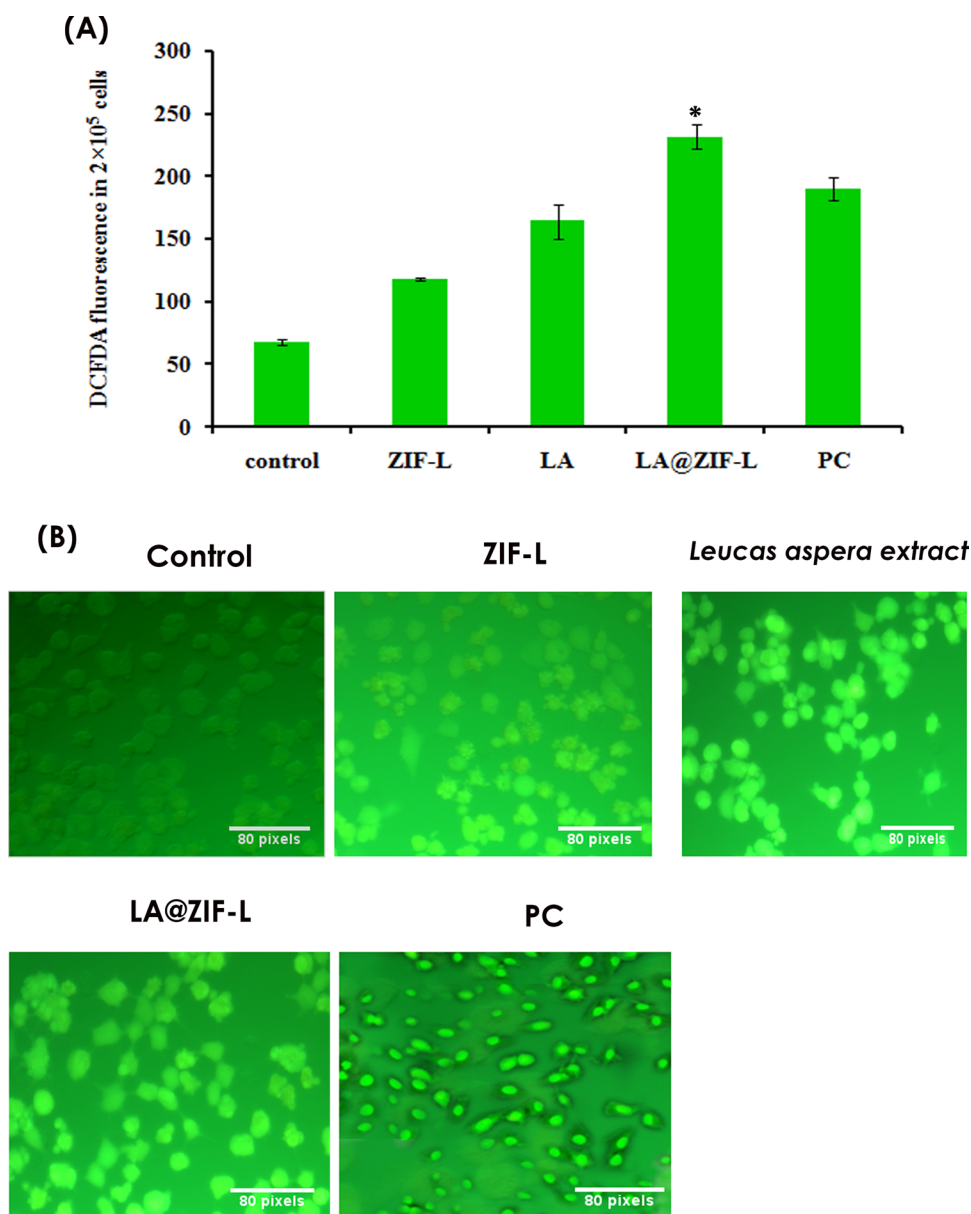 (A)
DCFDA fluorescence in 2×10⁵ cells
300
250
200
150
100
50
0
*
control ZIF-L LA LA@ZIF-L PC
(B)
Control ZIF-L Leucas aspera extract
80 pixels 80 pixels 80 pixels
LA@ZIF-L PC
80 pixels 80 pixels